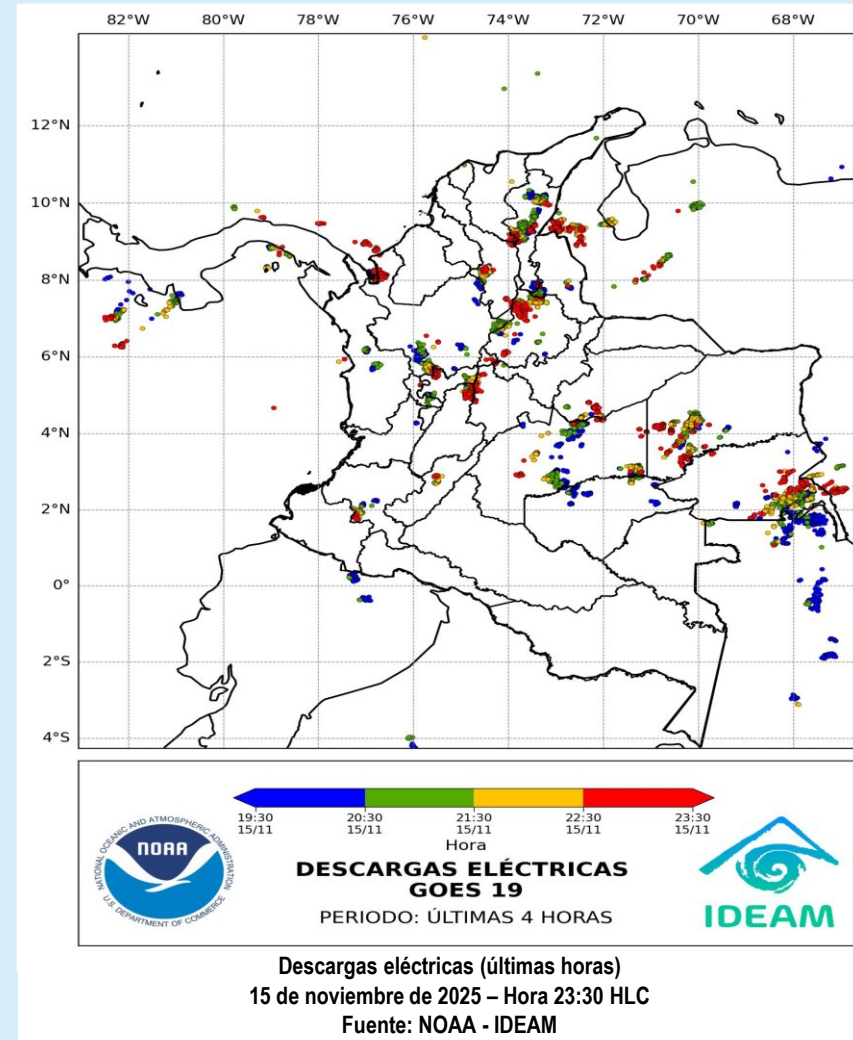 82°W 80°W 78°W 76°W 74°W 72°W 70°W 68°W
12°N
10°N
8°N
6°N
4°N
2°N
0°
2°S
4°S
19:30 20:30 21:30 22:30 23:30
15/11 15/11 15/11 15/11 15/11
Hora
NATIONAL OCEANIC AND ATMOSPHERIC ADMINISTRATION
NOAA
U.S. DEPARTMENT OF COMMERCE
DESCARGAS ELÉCTRICAS
GOES 19
PERIODO: ÚLTIMAS 4 HORAS
IDEAM
Descargas eléctricas (últimas horas)
15 de noviembre de 2025 – Hora 23:30 HLC
Fuente: NOAA - IDEAM